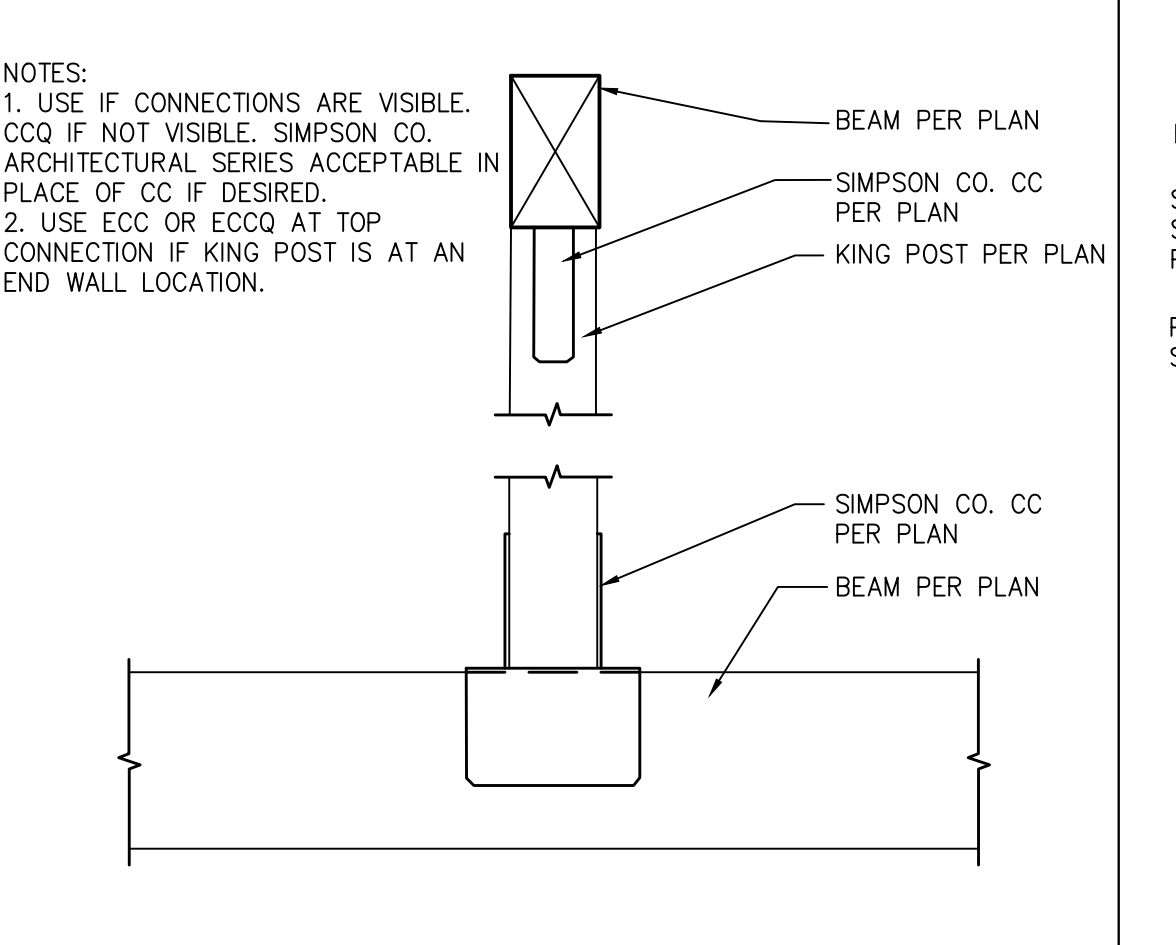 NOTES:
1. USE IF CONNECTIONS ARE VISIBLE.
CCQ IF NOT VISIBLE. SIMPSON CO.
ARCHITECTURAL SERIES ACCEPTABLE IN
PLACE OF CC IF DESIRED.
2. USE ECC OR ECCQ AT TOP
CONNECTION IF KING POST IS AT AN
END WALL LOCATION.
BEAM PER PLAN
SIMPSON CO. CC
PER PLAN
KING POST PER PLAN
SIMPSON CO. CC
PER PLAN
BEAM PER PLAN